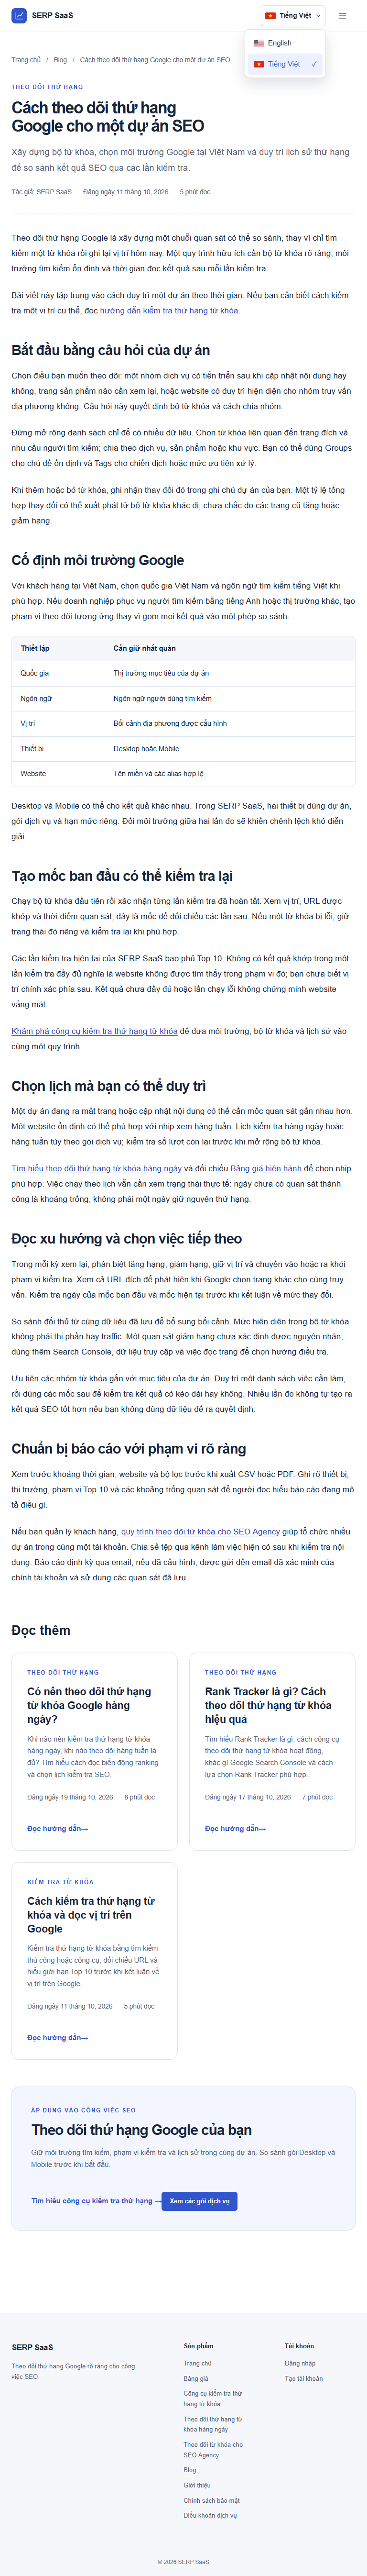 SERP SaaS
Tiếng Việt
English
Tiếng Việt ✓
Trang chủ / Blog / Cách theo dõi thứ hạng Google cho một dự án SEO
THEO DÕI THỨ HẠNG
Cách theo dõi thứ hạng
Google cho một dự án SEO
Xây dựng bộ từ khóa, chọn môi trường Google tại Việt Nam và duy trì lịch sử thứ hạng
để so sánh kết quả SEO qua các lần kiểm tra.
Tác giả: SERP SaaS Đăng ngày 11 tháng 10, 2026 5 phút đọc
Theo dõi thứ hạng Google là xây dựng một chuỗi quan sát có thể so sánh, thay vì chỉ tìm
kiếm một từ khóa rồi ghi lại vị trí hôm nay. Một quy trình hữu ích cần bộ từ khóa rõ ràng, môi
trường tìm kiếm ổn định và thời gian đọc kết quả sau mỗi lần kiểm tra.
Bài viết này tập trung vào cách duy trì một dự án theo thời gian. Nếu bạn cần biết cách kiểm
tra một vị trí cụ thể, đọc hướng dẫn kiểm tra thứ hạng từ khóa.
Bắt đầu bằng câu hỏi của dự án
Chọn điều bạn muốn theo dõi: một nhóm dịch vụ có tiến triển sau khi cập nhật nội dung hay
không, trang sản phẩm nào cần xem lại, hoặc website có duy trì hiện diện cho nhóm truy vấn
địa phương không. Câu hỏi này quyết định bộ từ khóa và cách chia nhóm.
Đừng mở rộng danh sách chỉ để có nhiều dữ liệu. Chọn từ khóa liên quan đến trang đích và
nhu cầu người tìm kiếm; chia theo dịch vụ, sản phẩm hoặc khu vực. Bạn có thể dùng Groups
cho chủ đề ổn định và Tags cho chiến dịch hoặc mức ưu tiên xử lý.
Khi thêm hoặc bỏ từ khóa, ghi nhận thay đổi đó trong ghi chú dự án của bạn. Một tỷ lệ tổng
hợp thay đổi có thể xuất phát từ bộ từ khóa khác đi, chưa chắc do các trang cũ tăng hoặc
giảm hạng.
Cố định môi trường Google
Với khách hàng tại Việt Nam, chọn quốc gia Việt Nam và ngôn ngữ tìm kiếm tiếng Việt khi
phù hợp. Nếu doanh nghiệp phục vụ người tìm kiếm bằng tiếng Anh hoặc thị trường khác, tạo
phạm vi theo dõi tương ứng thay vì gom mọi kết quả vào một phép so sánh.
Thiết lập Cần giữ nhất quán
Quốc gia Thị trường mục tiêu của dự án
Ngôn ngữ Ngôn ngữ người dùng tìm kiếm
Vị trí Bối cảnh địa phương được cấu hình
Thiết bị Desktop hoặc Mobile
Website Tên miền và các alias hợp lệ
Desktop và Mobile có thể cho kết quả khác nhau. Trong SERP SaaS, hai thiết bị dùng dự án,
gói dịch vụ và hạn mức riêng. Đổi môi trường giữa hai lần đo sẽ khiến chênh lệch khó diễn
giải.
Tạo mốc ban đầu có thể kiểm tra lại
Chạy bộ từ khóa đầu tiên rồi xác nhận từng lần kiểm tra đã hoàn tất. Xem vị trí, URL được
khớp và thời điểm quan sát; đây là mốc để đối chiếu các lần sau. Nếu một từ khóa bị lỗi, giữ
trạng thái đó riêng và kiểm tra lại khi phù hợp.
Các lần kiểm tra hiện tại của SERP SaaS bao phủ Top 10. Không có kết quả khớp trong một
lần kiểm tra đầy đủ nghĩa là website không được tìm thấy trong phạm vi đó; bạn chưa biết vị
trí chính xác phía sau. Kết quả chưa đầy đủ hoặc lần chạy lỗi không chứng minh website
vắng mặt.
Khám phá công cụ kiểm tra thứ hạng từ khóa để đưa môi trường, bộ từ khóa và lịch sử vào
cùng một quy trình.
Chọn lịch mà bạn có thể duy trì
Một dự án đang ra mắt trang hoặc cập nhật nội dung có thể cần mốc quan sát gần nhau hơn.
Một website ổn định có thể phù hợp với nhịp xem hàng tuần. Lịch kiểm tra hàng ngày hoặc
hàng tuần tùy theo gói dịch vụ; kiểm tra số lượt còn lại trước khi mở rộng bộ từ khóa.
Tìm hiểu theo dõi thứ hạng từ khóa hàng ngày và đối chiếu Bảng giá hiện hành để chọn nhịp
phù hợp. Việc chạy theo lịch vẫn cần xem trạng thái thực tế: ngày chưa có quan sát thành
công là khoảng trống, không phải một ngày giữ nguyên thứ hạng.
Đọc xu hướng và chọn việc tiếp theo
Trong mỗi kỳ xem lại, phân biệt tăng hạng, giảm hạng, giữ vị trí và chuyển vào hoặc ra khỏi
phạm vi kiểm tra. Xem cả URL đích để phát hiện khi Google chọn trang khác cho cùng truy
vấn. Kiểm tra ngày của mốc ban đầu và mốc hiện tại trước khi kết luận về mức thay đổi.
So sánh đối thủ từ cùng dữ liệu đã lưu để bổ sung bối cảnh. Mức hiện diện trong bộ từ khóa
không phải thị phần hay traffic. Một quan sát giảm hạng chưa xác định được nguyên nhân;
dùng thêm Search Console, dữ liệu truy cập và việc đọc trang để chọn hướng điều tra.
Ưu tiên các nhóm từ khóa gắn với mục tiêu của dự án. Duy trì một danh sách việc cần làm,
rồi dùng các mốc sau để kiểm tra kết quả có kéo dài hay không. Nhiều lần đo không tự tạo ra
kết quả SEO tốt hơn nếu bạn không dùng dữ liệu để ra quyết định.
Chuẩn bị báo cáo với phạm vi rõ ràng
Xem trước khoảng thời gian, website và bộ lọc trước khi xuất CSV hoặc PDF. Ghi rõ thiết bị,
thị trường, phạm vi Top 10 và các khoảng trống quan sát để người đọc hiểu báo cáo đang mô
tả điều gì.
Nếu bạn quản lý khách hàng, quy trình theo dõi từ khóa cho SEO Agency giúp tổ chức nhiều
dự án trong cùng một tài khoản. Chia sẻ tệp qua kênh làm việc hiện có sau khi kiểm tra nội
dung. Báo cáo định kỳ qua email, nếu đã cấu hình, được gửi đến email đã xác minh của
chính tài khoản và sử dụng các quan sát đã lưu.
Đọc thêm
THEO DÕI THỨ HẠNG
Có nên theo dõi thứ hạng
từ khóa Google hàng
ngày?
Khi nào nên kiểm tra thứ hạng từ khóa
hàng ngày, khi nào theo dõi hàng tuần là
đủ? Tìm hiểu cách đọc biến động ranking
và chọn lịch kiểm tra SEO.
Đăng ngày 19 tháng 10, 2026 8 phút đọc
Đọc hướng dẫn→
THEO DÕI THỨ HẠNG
Rank Tracker là gì? Cách
theo dõi thứ hạng từ khóa
hiệu quả
Tìm hiểu Rank Tracker là gì, cách công cụ
theo dõi thứ hạng từ khóa hoạt động,
khác gì Google Search Console và cách
lựa chọn Rank Tracker phù hợp.
Đăng ngày 17 tháng 10, 2026 7 phút đọc
Đọc hướng dẫn→
KIỂM TRA TỪ KHÓA
Cách kiểm tra thứ hạng từ
khóa và đọc vị trí trên
Google
Kiểm tra thứ hạng từ khóa bằng tìm kiếm
thủ công hoặc công cụ, đối chiếu URL và
hiểu giới hạn Top 10 trước khi kết luận về
vị trí trên Google.
Đăng ngày 11 tháng 10, 2026 5 phút đọc
Đọc hướng dẫn→
ÁP DỤNG VÀO CÔNG VIỆC SEO
Theo dõi thứ hạng Google của bạn
Giữ môi trường tìm kiếm, phạm vi kiểm tra và lịch sử trong cùng dự án. So sánh gói Desktop và
Mobile trước khi bắt đầu.
Tìm hiểu công cụ kiểm tra thứ hạng →
Xem các gói dịch vụ
SERP SaaS
Theo dõi thứ hạng Google rõ ràng cho công
việc SEO.
Sản phẩm
Trang chủ
Bảng giá
Công cụ kiểm tra thứ
hạng từ khóa
Theo dõi thứ hạng từ
khóa hàng ngày
Theo dõi từ khóa cho
SEO Agency
Blog
Giới thiệu
Chính sách bảo mật
Điều khoản dịch vụ
Tài khoản
Đăng nhập
Tạo tài khoản
© 2026 SERP SaaS